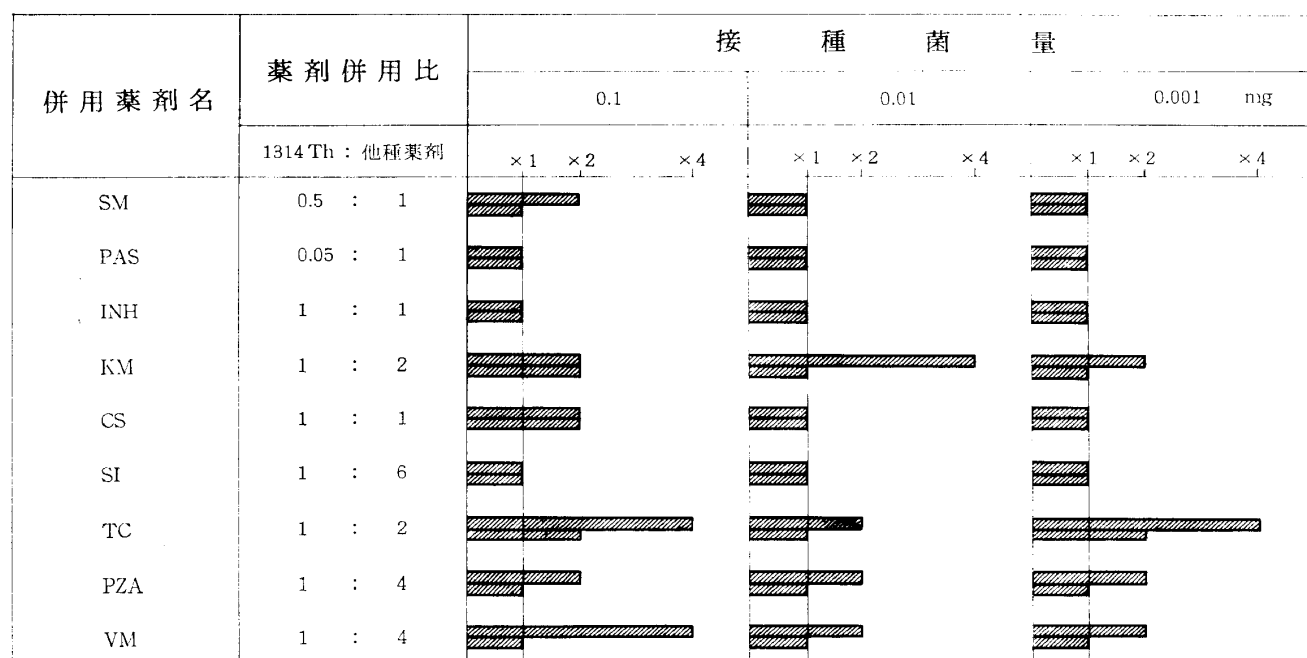 接種菌量
併用薬剤名 薬剤併用比
0.1 0.01 0.001 mg
1314 Th : 他種薬剤 ×1 ×2 ×4 ×1 ×2 ×4 ×1 ×2 ×4
SM 0.5 : 1
PAS 0.05 : 1
INH 1 : 1
KM 1 : 2
CS 1 : 1
SI 1 : 6
TC 1 : 2
PZA 1 : 4
VM 1 : 4